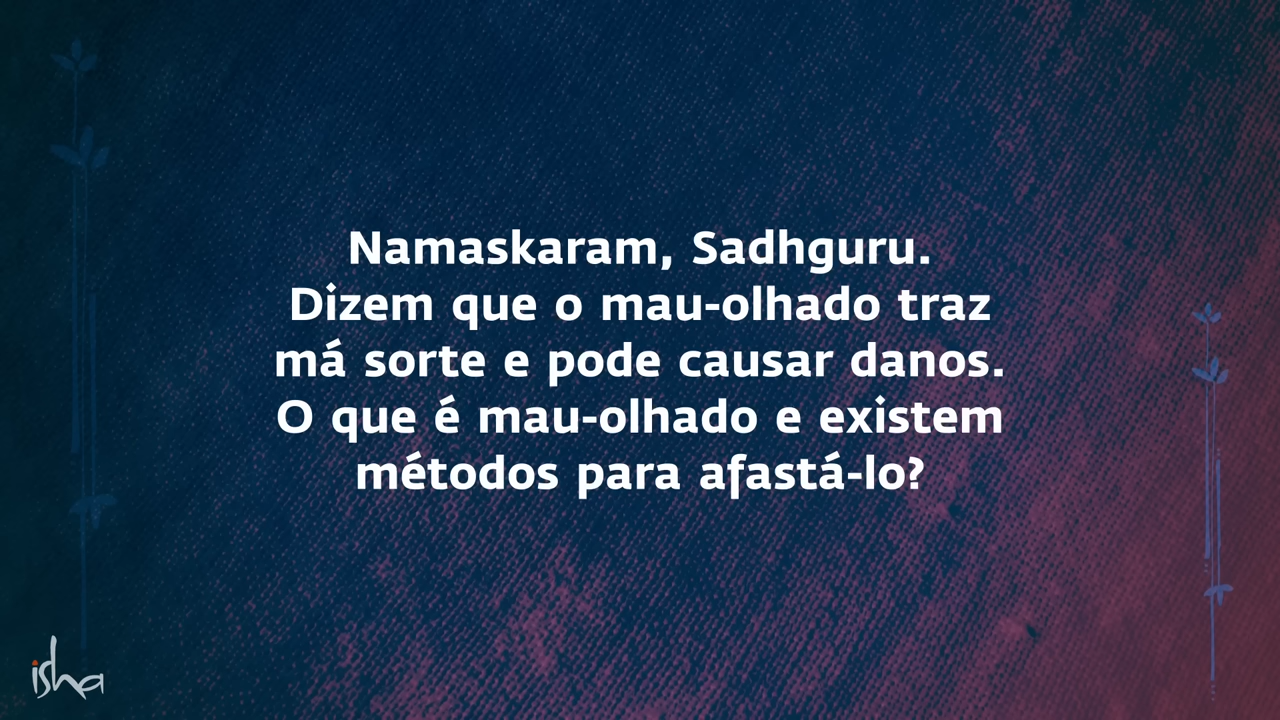 Namaskaram, Sadhguru.
Dizem que o mau-olhado traz
má sorte e pode causar danos.
O que é mau-olhado e existem
métodos para afastá-lo?
isha